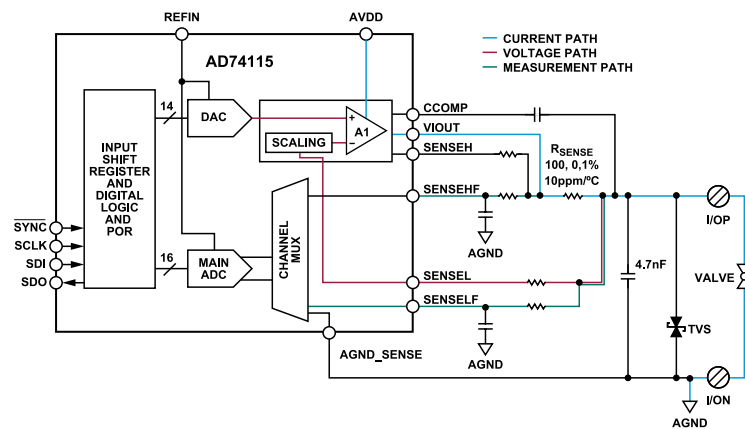 REFIN
AVDD
AD74115
CURRENT PATH
VOLTAGE PATH
MEASUREMENT PATH
14
DAC
+
A1
−
SCALING
CCOMP
VIOUT
SENSEH
RSENSE
100, 0,1%
10ppm/ºC
INPUT
SHIFT
REGISTER
AND
DIGITAL
LOGIC
AND
POR
SYNC
SCLK
SDI
SDO
16
MAIN
ADC
CHANNEL
MUX
SENSEHF
AGND
SENSEL
SENSELF
AGND
AGND_SENSE
4.7nF
TVS
I/OP
VALVE
I/ON
AGND